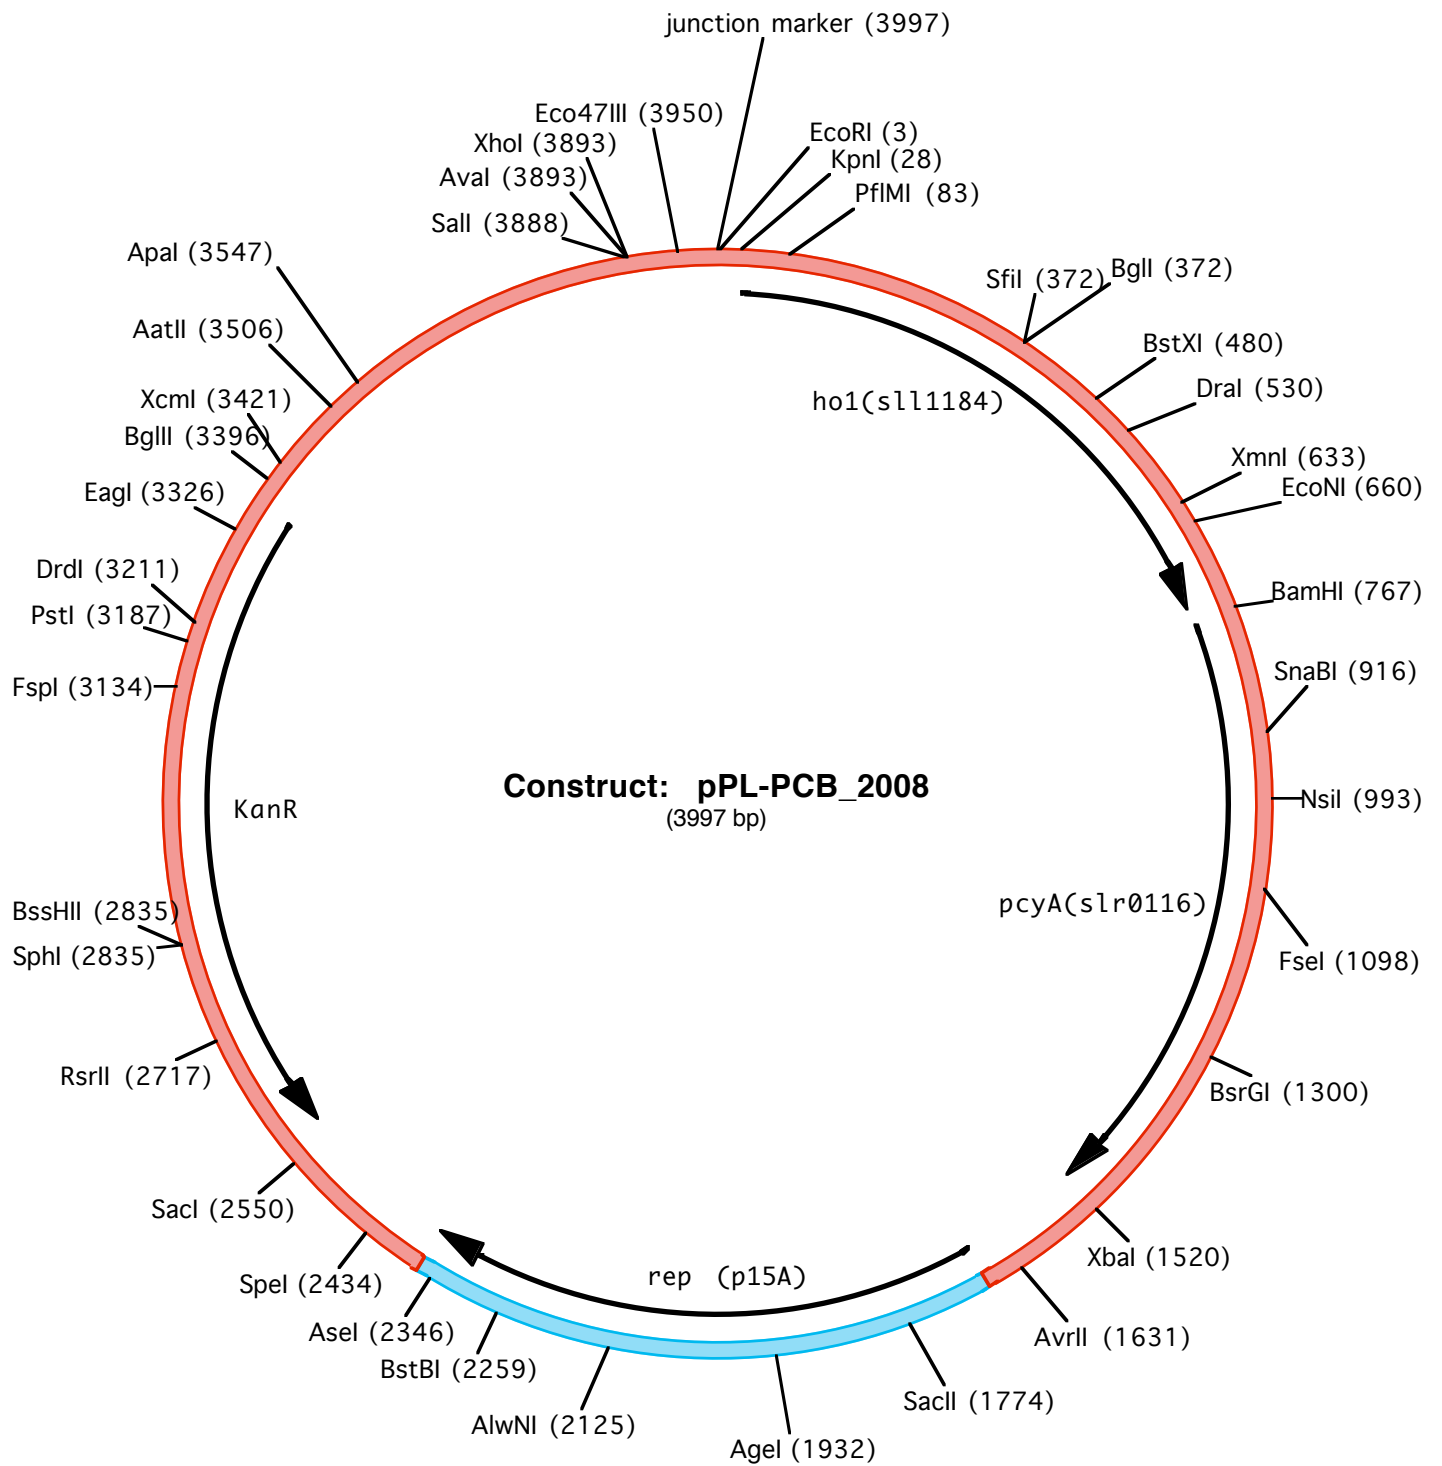 junction marker (3997)
Eco47III (3950)
XhoI (3893)
AvaI (3893)
SalI (3888)
EcoRI (3)
KpnI (28)
PflMI (83)
ApaI (3547)
SfiI (372)
BglI (372)
AatII (3506)
BstXI (480)
DraI (530)
XcmI (3421)
BglII (3396)
ho1(sll1184)
XmnI (633)
EcoNI (660)
EagI (3326)
DrdI (3211)
PstI (3187)
BamHI (767)
FspI (3134)
SnaBI (916)
Construct: pPL-PCB_2008
(3997 bp)
KanR
NsiI (993)
pcyA(slr0116)
BssHII (2835)
SphI (2835)
FseI (1098)
RsrII (2717)
BsrGI (1300)
SacI (2550)
XbaI (1520)
SpeI (2434)
rep (p15A)
AseI (2346)
AvrII (1631)
BstBI (2259)
SacII (1774)
AlwNI (2125)
AgeI (1932)